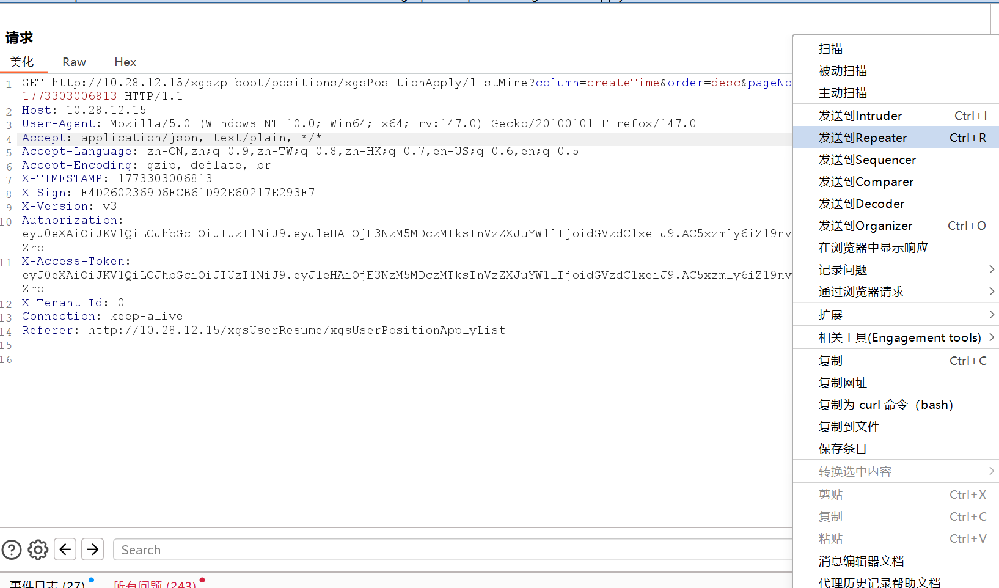 请求
美化 Raw Hex
1 GET http://10.28.12.15/xgszp-boot/positions/xgsPositionApply/listMine?column=createTime&order=desc&pageNo
1773303006813 HTTP/1.1
2 Host: 10.28.12.15
3 User-Agent: Mozilla/5.0 (Windows NT 10.0; Win64; x64; rv:147.0) Gecko/20100101 Firefox/147.0
4 Accept: application/json, text/plain, */*
5 Accept-Language: zh-CN,zh;q=0.9,zh-TW;q=0.8,zh-HK;q=0.7,en-US;q=0.6,en;q=0.5
6 Accept-Encoding: gzip, deflate, br
7 X-TIMESTAMP: 1773303006813
8 X-Sign: F4D2602369D6FCB61D92E60217E293E7
9 X-Version: v3
10 Authorization:
eyJ0eXAiOiJKV1QiLCJhbGciOiJIUzI1NiJ9.eyJleHAiOjE3NzM5MDczMTksInVzZXJuYW1lIjoidGVzdC1xeiJ9.AC5xzmly6iZ19nv
Zro
11 X-Access-Token:
eyJ0eXAiOiJKV1QiLCJhbGciOiJIUzI1NiJ9.eyJleHAiOjE3NzM5MDczMTksInVzZXJuYW1lIjoidGVzdC1xeiJ9.AC5xzmly6iZ19nv
Zro
12 X-Tenant-Id: 0
13 Connection: keep-alive
14 Referer: http://10.28.12.15/xgsUserResume/xgsUserPositionApplyList
15
16
扫描
被动扫描
主动扫描
发送到Intruder Ctrl+I
发送到Repeater Ctrl+R
发送到Sequencer
发送到Comparer
发送到Decoder
发送到Organizer Ctrl+O
在浏览器中显示响应
记录问题
通过浏览器请求
扩展
相关工具(Engagement tools)
复制 Ctrl+C
复制网址
复制为 curl 命令（bash）
复制到文件
保存条目
转换选中内容
剪贴 Ctrl+X
复制 Ctrl+C
粘贴 Ctrl+V
消息编辑器文档
代理历史记录帮助文档
Search
事件日志 (27) 所有问题 (243)